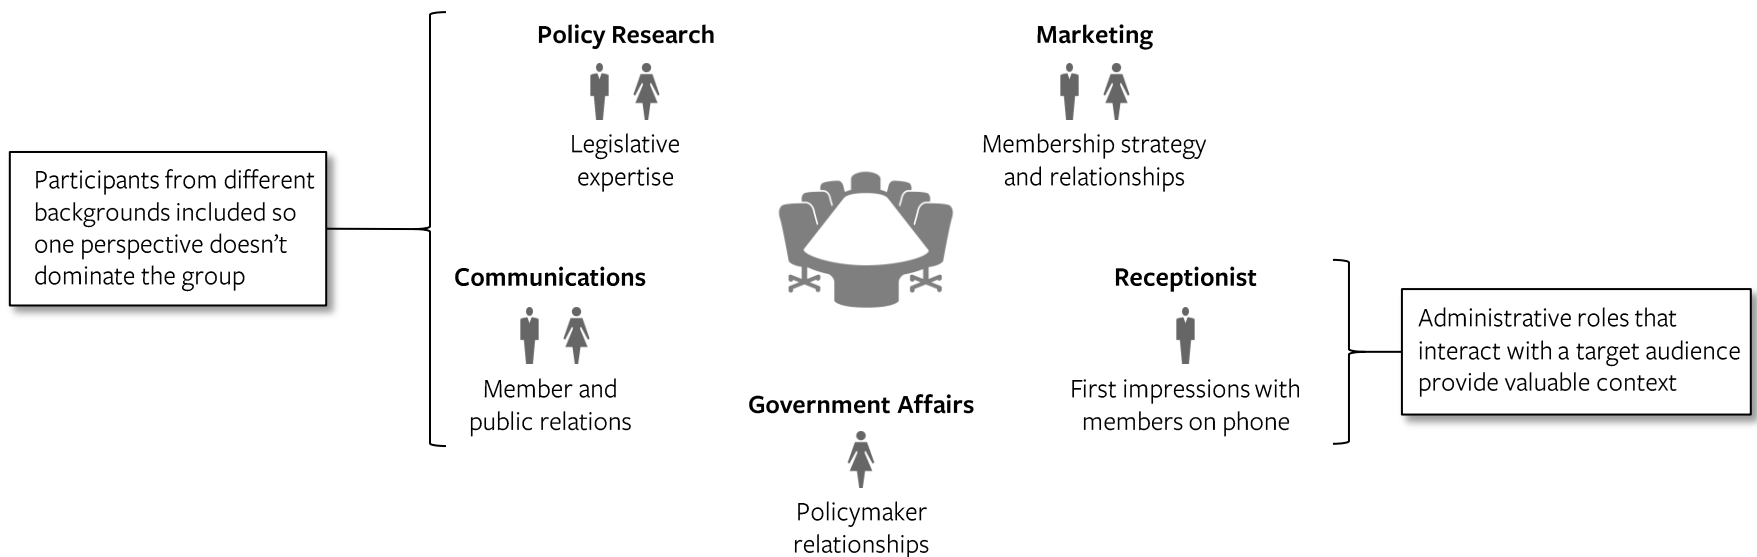 Policy Research
Legislative
expertise
Marketing
Membership strategy
and relationships
Participants from different
backgrounds included so
one perspective doesn't
dominate the group
Communications
Member and
public relations
Government Affairs
Policymaker
relationships
Receptionist
First impressions with
members on phone
Administrative roles that
interact with a target audience
provide valuable context